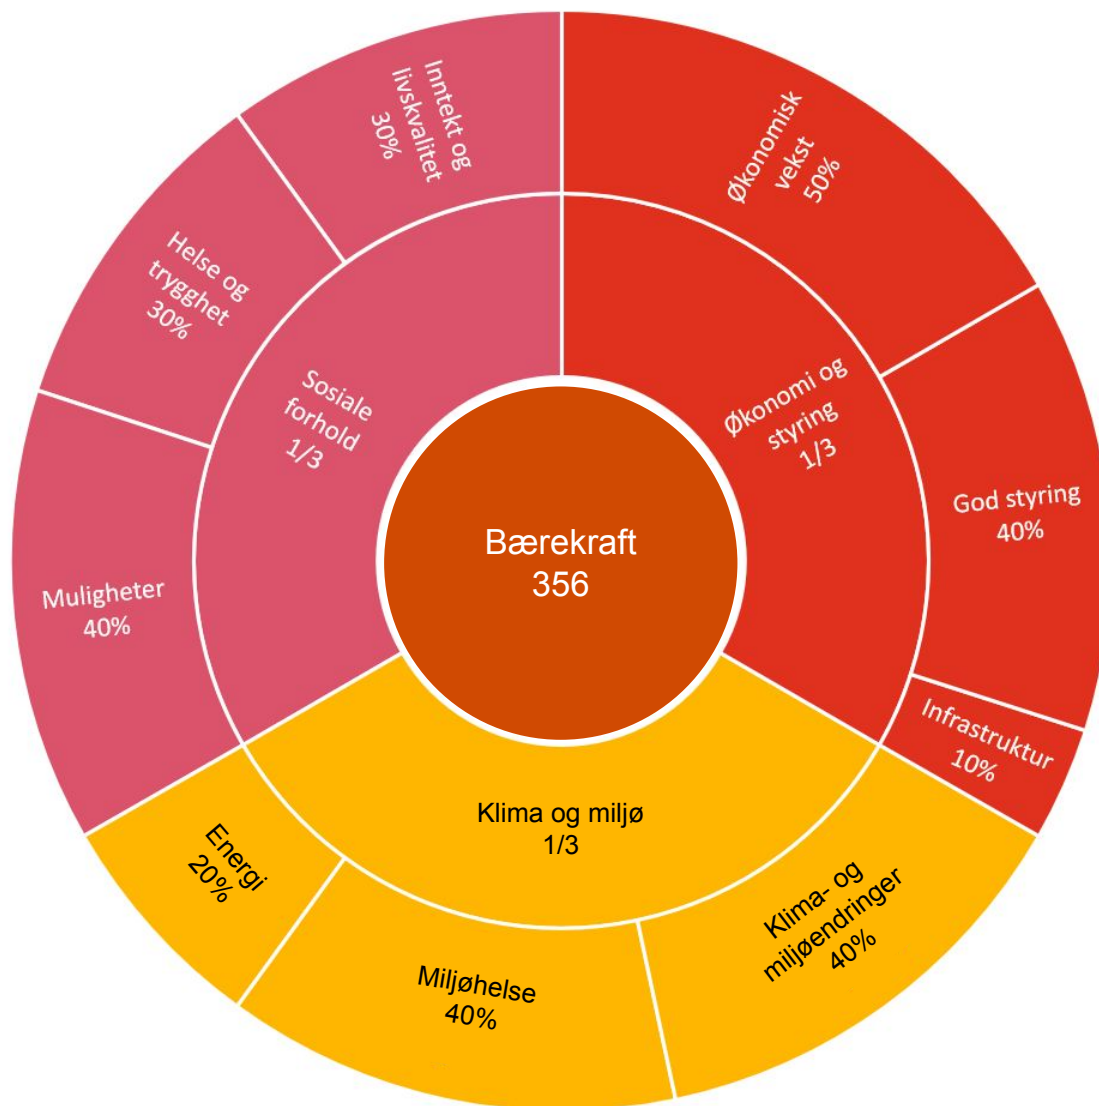 Inntekt og
livskvalitet
30%
Økonomisk
vekst
50%
Helse og
trygghet
30%
Sosiale
forhold
1/3
Økonomi og
styring
1/3
God styring
40%
Bærekraft
356
Muligheter
40%
Infrastruktur
10%
Klima og miljø
1/3
Energi
20%
Klima- og
miljøendringer
40%
Miljøhelse
40%